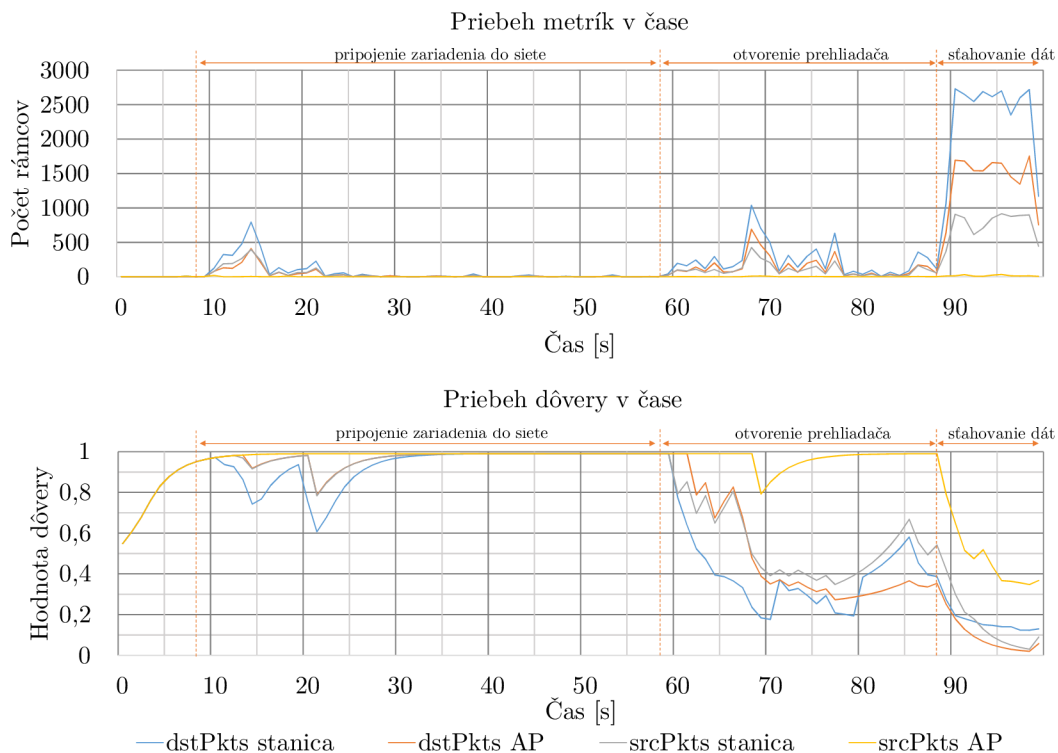 Priebeh metrík v čase
pripojenie zariadenia do siete
otvorenie prehliadača
sťahovanie dát
3000
2500
2000
1500
1000
500
0
Počet rámcov
0 10 20 30 40 50 60 70 80 90
Čas [s]
Priebeh dôvery v čase
pripojenie zariadenia do siete
otvorenie prehliadača
sťahovanie dát
1
0,8
0,6
0,4
0,2
0
Hodnota dôvery
0 10 20 30 40 50 60 70 80 90
Čas [s]
dstPkts stanica
dstPkts AP
srcPkts stanica
srcPkts AP